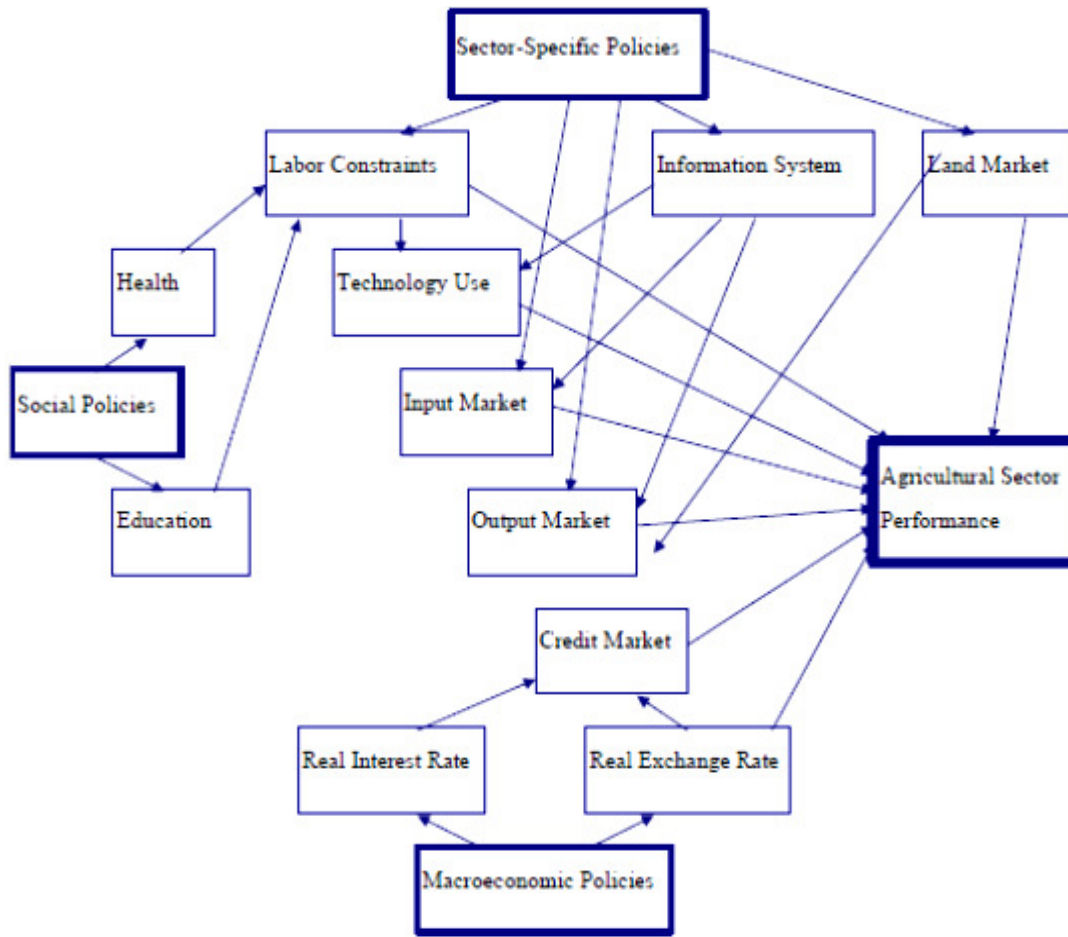 Sector-Specific Policies
Labor Constraints
Information System
Land Market
Health
Technology Use
Social Policies
Input Market
Education
Output Market
Agricultural Sector
Performance
Credit Market
Real Interest Rate
Real Exchange Rate
Macroeconomic Policies